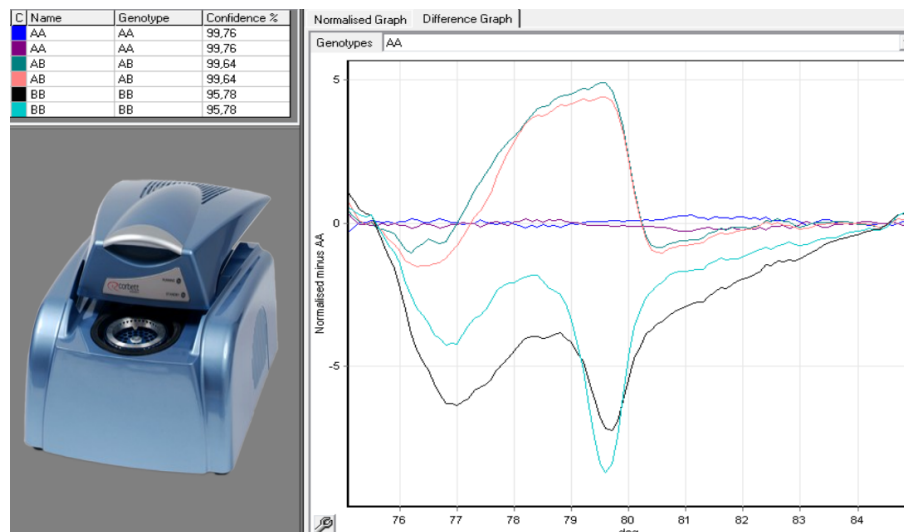 C Name Genotype Confidence %
AA AA 99,76
AA AA 99,76
AB AB 99,64
AB AB 99,64
BB BB 95,78
BB BB 95,78
corbett
Normalised Graph Difference Graph
Genotypes AA
Normalised minus AA
5
0
-5
76 77 78 79 80 81 82 83 84
deg.